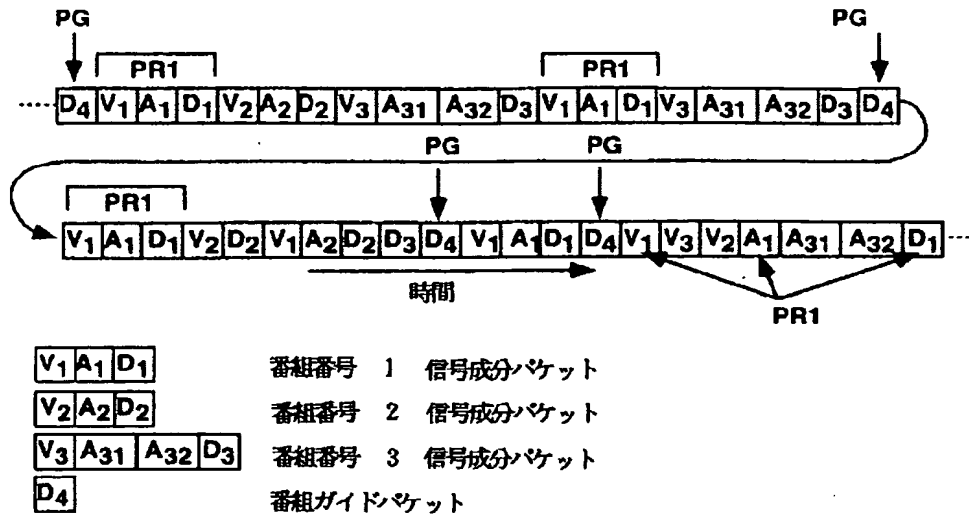 PG PG
PR1 PR1
D4 V1 A1 D1 V2 A2 D2 V3 A31 A32 D3 V1 A1 D1 V3 A31 A32 D3 D4
PG PG
PR1
V1 A1 D1 V2 D2 V1 A2 D2 D3 D4 V1 A1 D1 D4 V1 V3 V2 A1 A31 A32 D1
時間
PR1
V1 A1 D1 番組番号 1 信号成分パケット
V2 A2 D2 番組番号 2 信号成分パケット
V3 A31 A32 D3 番組番号 3 信号成分パケット
D4 番組ガイドパケット